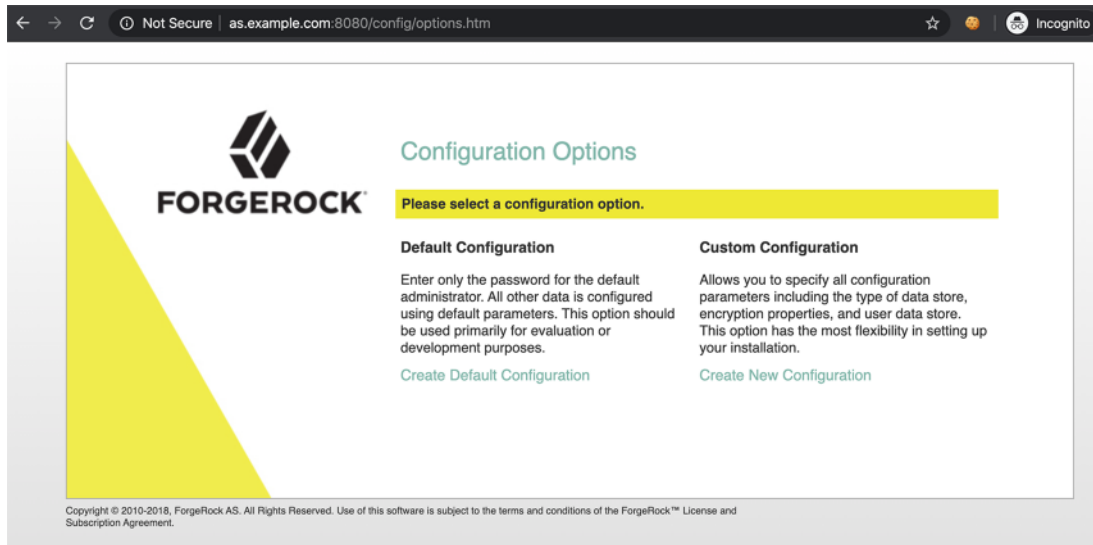 Not Secure | as.example.com:8080/config/options.htm
Incognito
FORGEROCK
Configuration Options
Please select a configuration option.
Default Configuration
Enter only the password for the default
administrator. All other data is configured
using default parameters. This option should
be used primarily for evaluation or
development purposes.
Create Default Configuration
Custom Configuration
Allows you to specify all configuration
parameters including the type of data store,
encryption properties, and user data store.
This option has the most flexibility in setting up
your installation.
Create New Configuration
Copyright © 2010-2018, ForgeRock AS. All Rights Reserved. Use of this software is subject to the terms and conditions of the ForgeRock™ License and
Subscription Agreement.